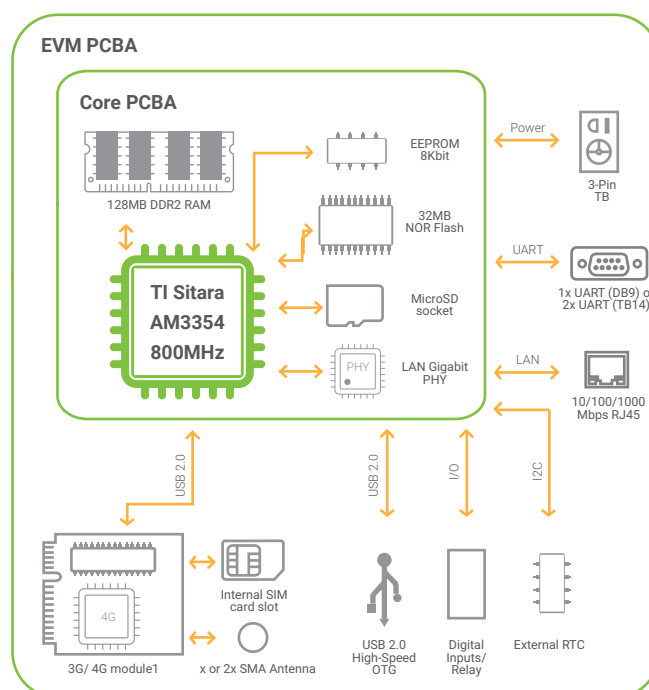 EVM PCBA
Core PCBA
128MB DDR2 RAM
EEPROM
8Kbit
32MB
NOR Flash
TI Sitara
AM3354
800MHz
MicroSD
socket
PHY
LAN Gigabit
PHY
Power
3-Pin
TB
UART
1x UART (DB9) o
2x UART (TB14)
LAN
10/100/1000
Mbps RJ45
USB 2.0
USB 2.0
I/O
I2C
4G
3G/ 4G module1
Internal SIM
card slot
x or 2x SMA Antenna
USB 2.0
High-Speed
OTG
Digital
Inputs/
Relay
External RTC